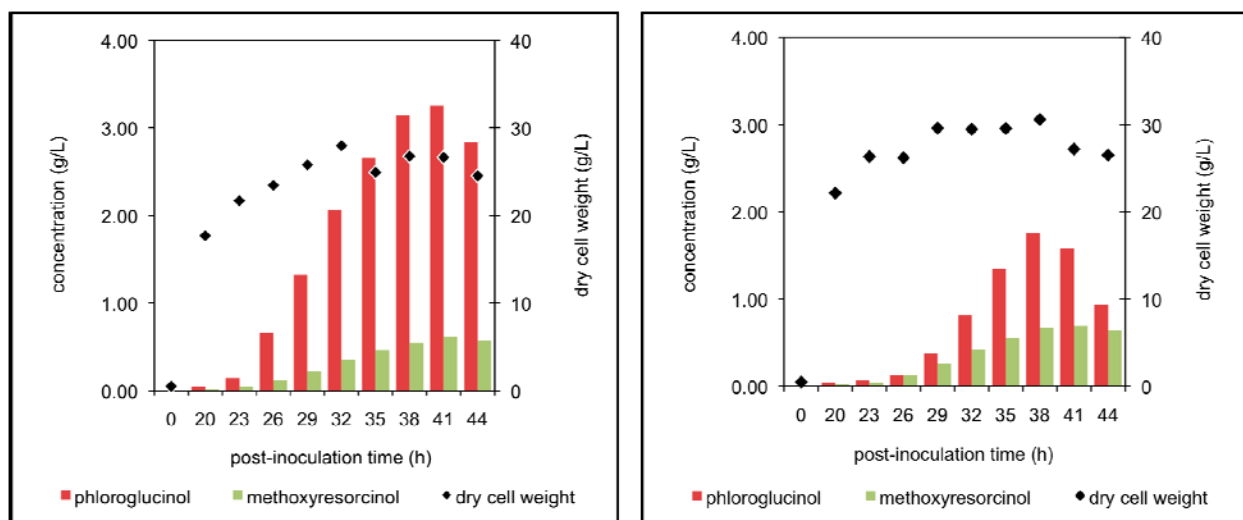 4.00
3.00
2.00
1.00
0.00
concentration (g/L)
40
30
20
10
0
dry cell weight (g/L)
0 20 23 26 29 32 35 38 41 44
post-inoculation time (h)
phloroglucinol methoxyresorcinol dry cell weight
4.00
3.00
2.00
1.00
0.00
concentration (g/L)
40
30
20
10
0
dry cell weight (g/L)
0 20 23 26 29 32 35 38 41 44
post-inoculation time (h)
phloroglucinol methoxyresorcinol dry cell weight